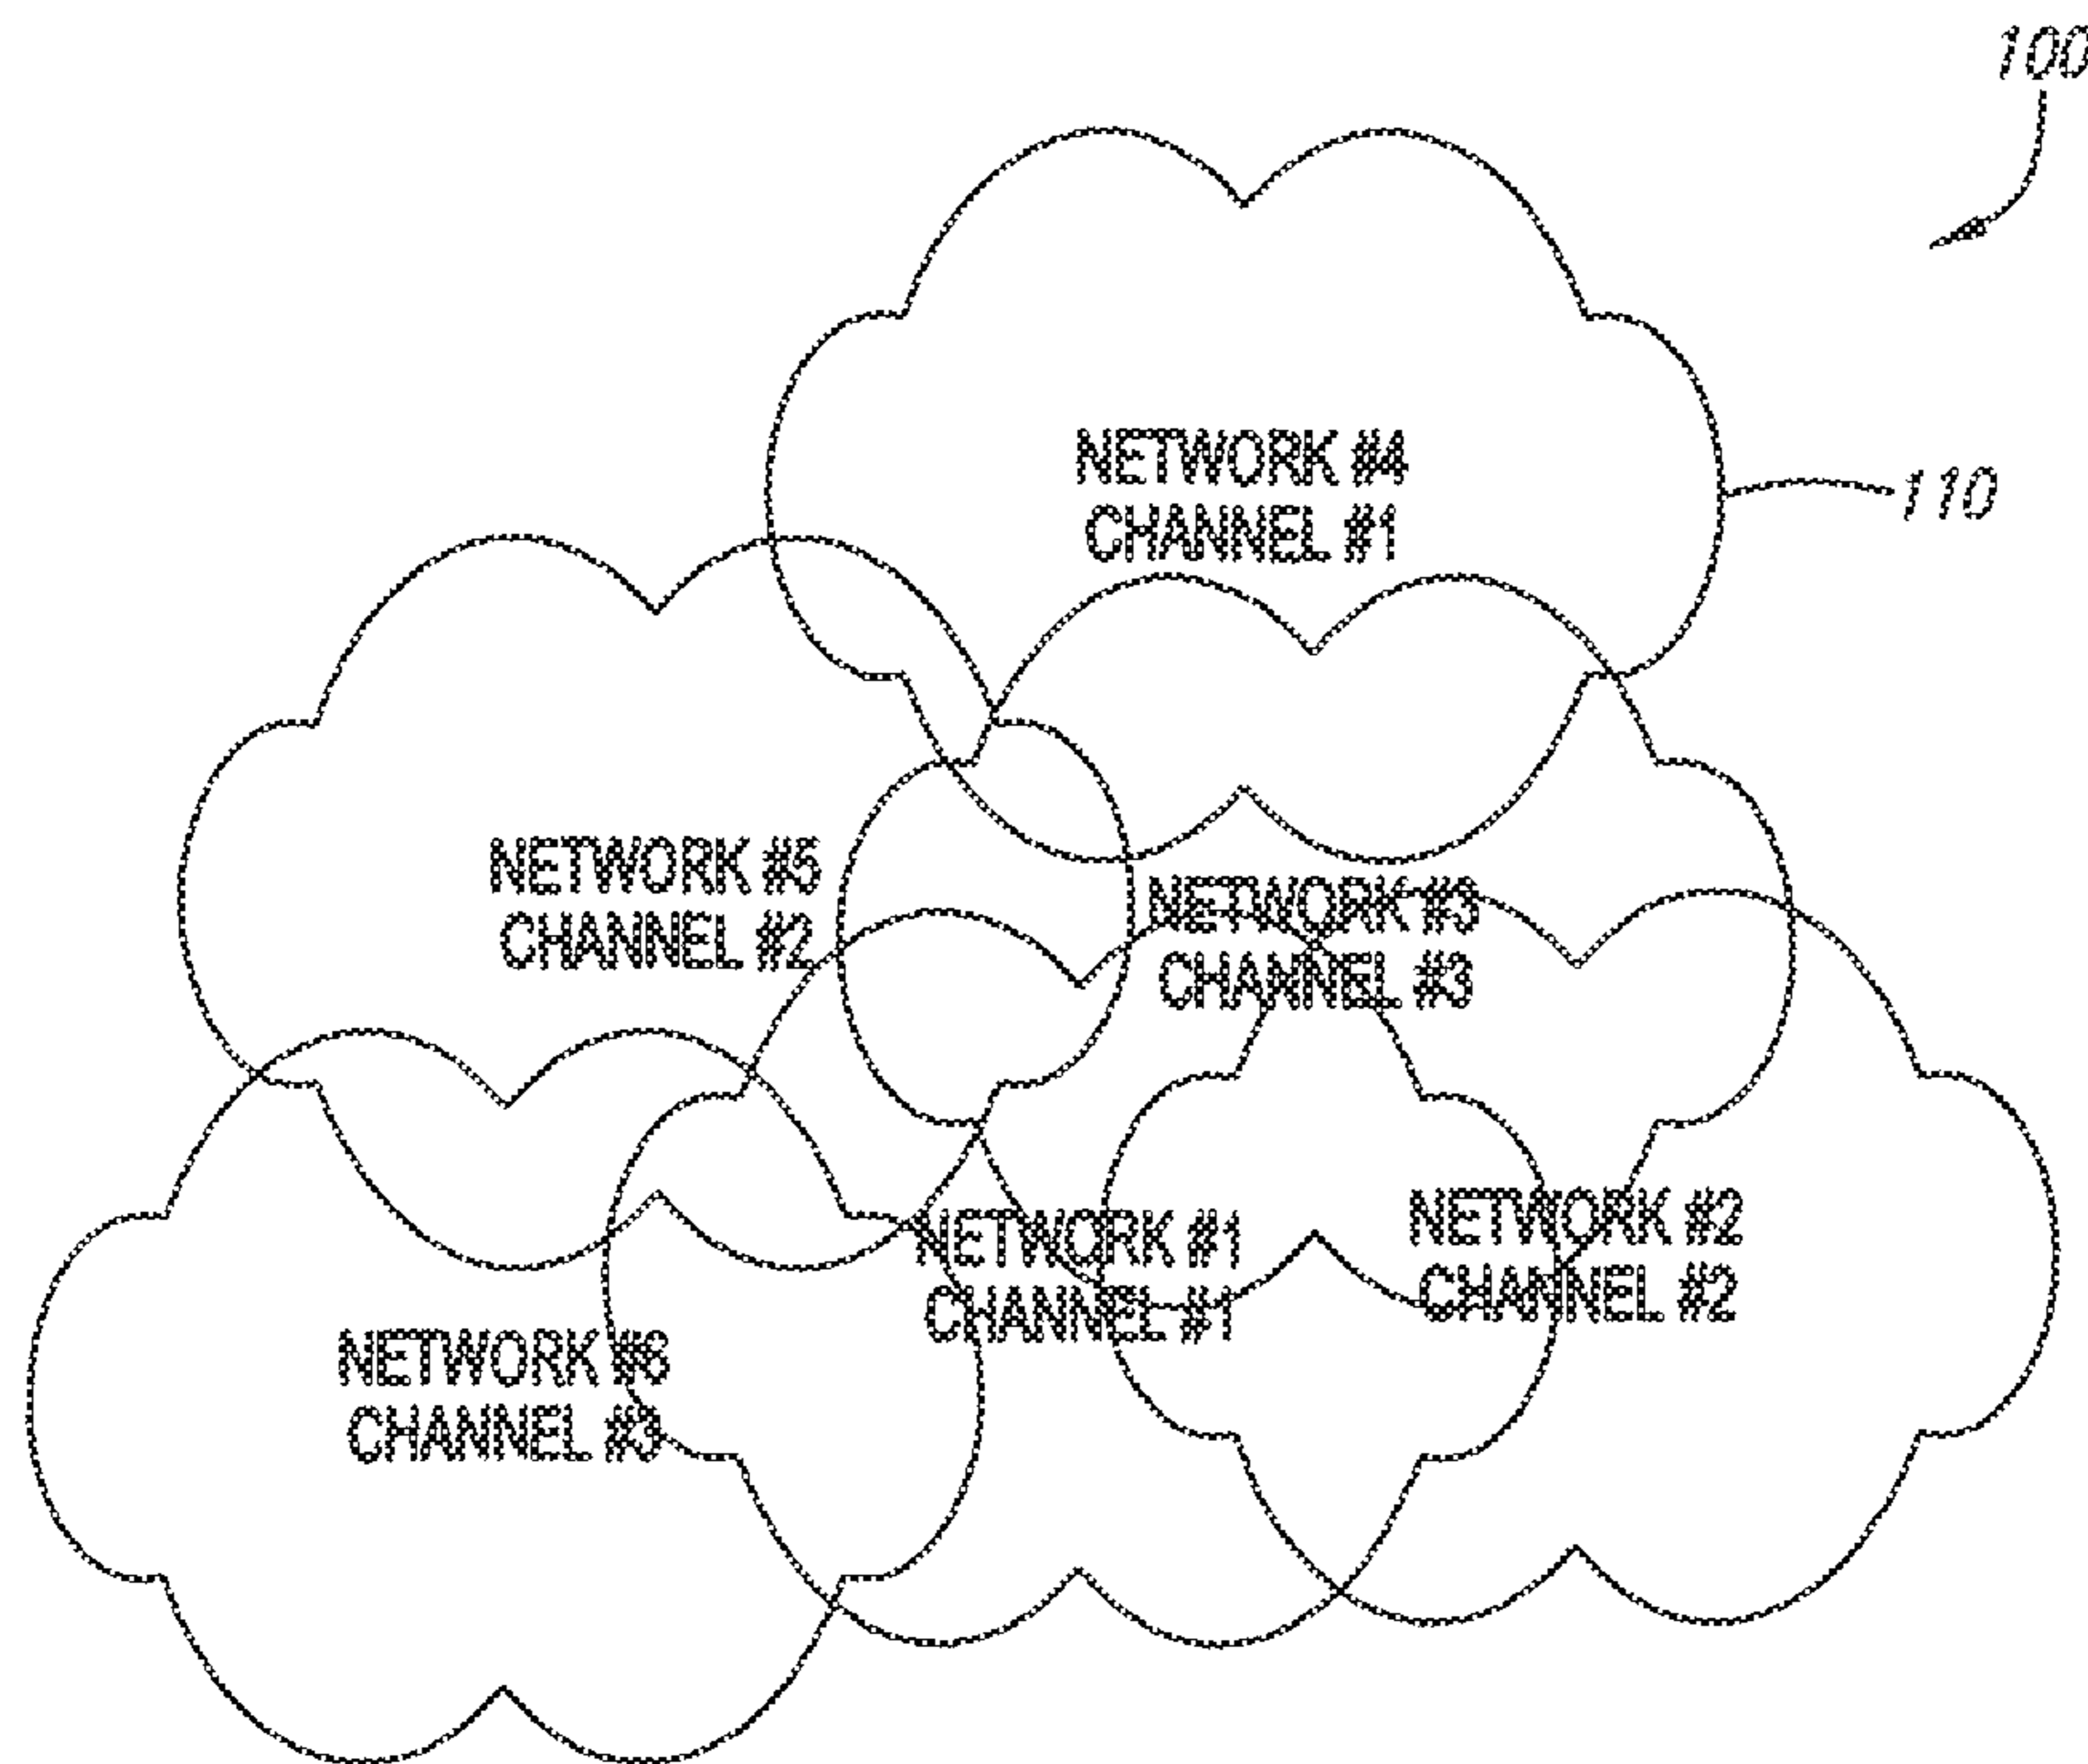 100
NETWORK #4
CHANNEL #1
110
NETWORK #5
CHANNEL #2
NETWORK #3
CHANNEL #3
NETWORK #1
CHANNEL #1
NETWORK #2
CHANNEL #2
NETWORK #6
CHANNEL #3